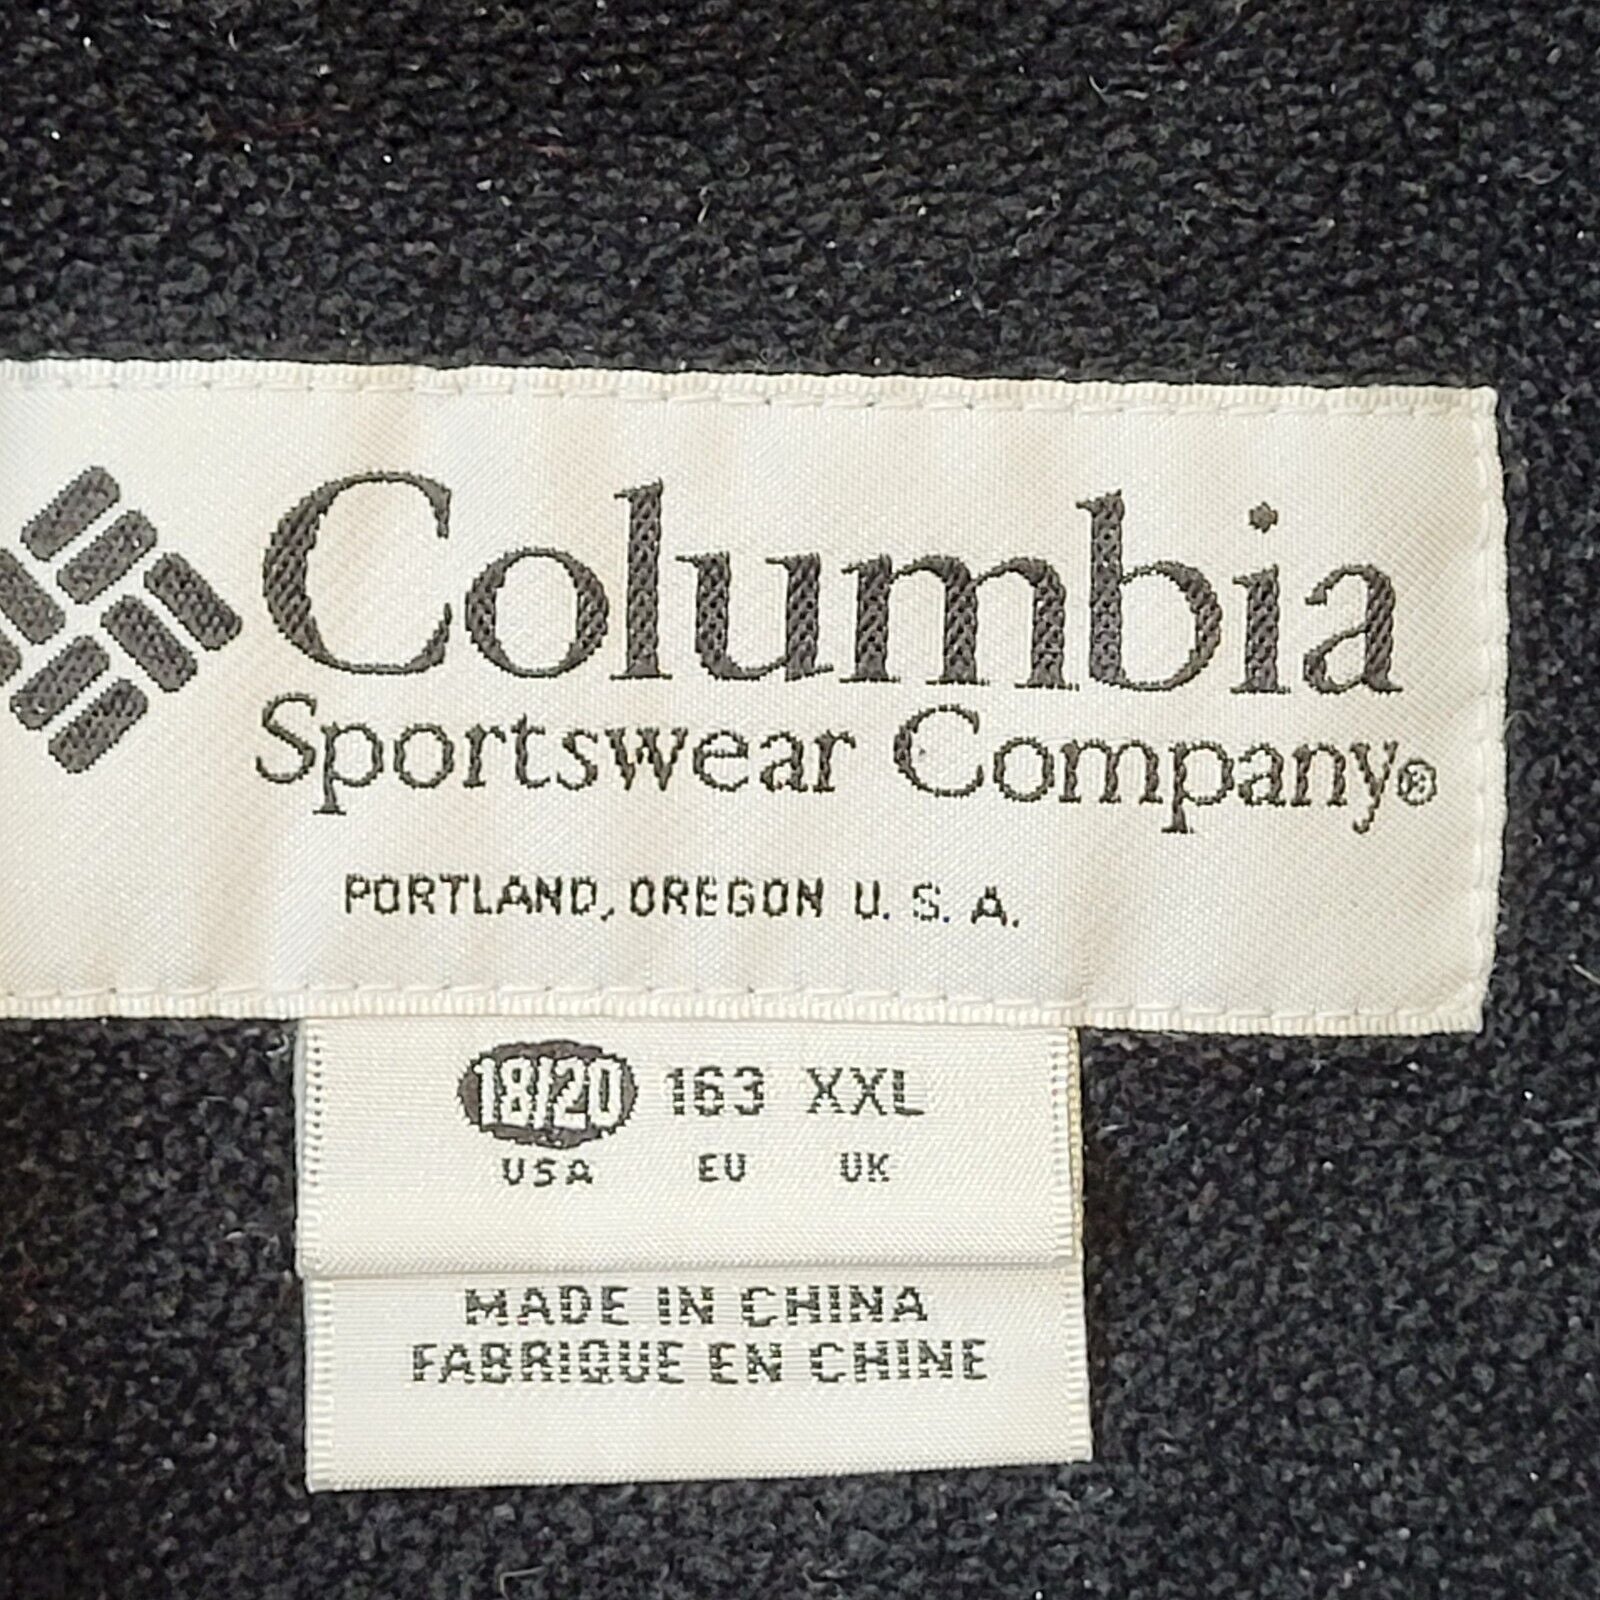 Columbia
Sportswear Company®
PORTLAND, OREGON U. S. A.
18/20 163 XXL
USA EU UK
MADE IN CHINA
FABRIQUE EN CHINE